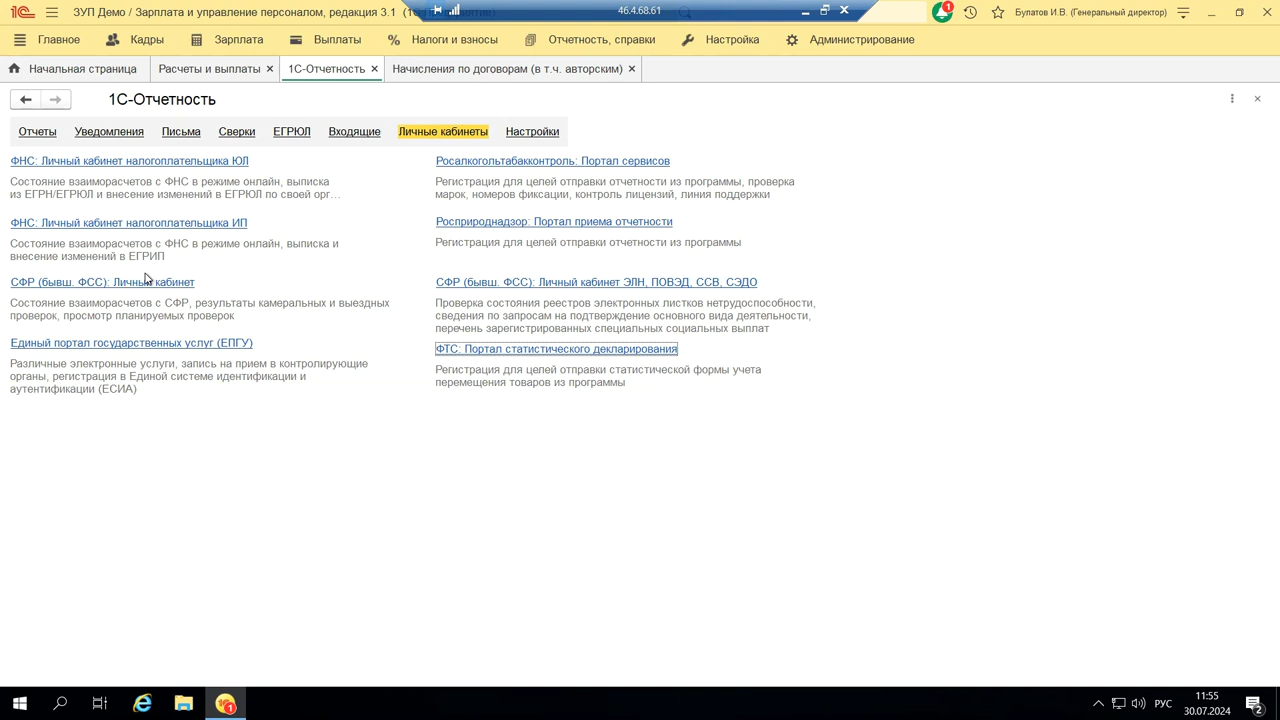 ЗУП Демо / Зарплата и управление персоналом, редакция 3.1 (1С
46.4.68.61
1
Булатов И.В. (Генеральный директор)
Главное
Кадры
Зарплата
Выплаты
Налоги и взносы
Отчетность, справки
Настройка
Администрирование
Начальная страница
Расчеты и выплаты
1С-Отчетность
Начисления по договорам (в т.ч. авторским)
1С-Отчетность
Отчеты
Уведомления
Письма
Сверки
ЕГРЮЛ
Входящие
Личные кабинеты
Настройки
ФНС: Личный кабинет налогоплательщика ЮЛ
Состояние взаиморасчетов с ФНС в режиме онлайн, выписка
из ЕГРН/ЕГРЮЛ и внесение изменений в ЕГРЮЛ по своей орг...
ФНС: Личный кабинет налогоплательщика ИП
Состояние взаиморасчетов с ФНС в режиме онлайн, выписка и
внесение изменений в ЕГРИП
СФР (бывш. ФСС): Личный кабинет
Состояние взаиморасчетов с СФР, результаты камеральных и выездных
проверок, просмотр планируемых проверок
Единый портал государственных услуг (ЕПГУ)
Различные электронные услуги, запись на прием в контролирующие
органы, регистрация в Единой системе идентификации и
аутентификации (ЕСИА)
Росалкогольтабакконтроль: Портал сервисов
Регистрация для целей отправки отчетности из программы, проверка
марок, номеров фиксации, контроль лицензий, линия поддержки
Росприроднадзор: Портал приема отчетности
Регистрация для целей отправки отчетности из программы
СФР (бывш. ФСС): Личный кабинет ЭЛН, ПОВЭД, ССВ, СЭДО
Проверка состояния реестров электронных листков нетрудоспособности,
сведения по запросам на подтверждение основного вида деятельности,
перечень зарегистрированных специальных социальных выплат
ФТС: Портал статистического декларирования
Регистрация для целей отправки статистической формы учета
перемещения товаров из программы
1
РУС
11:55
30.07.2024
2